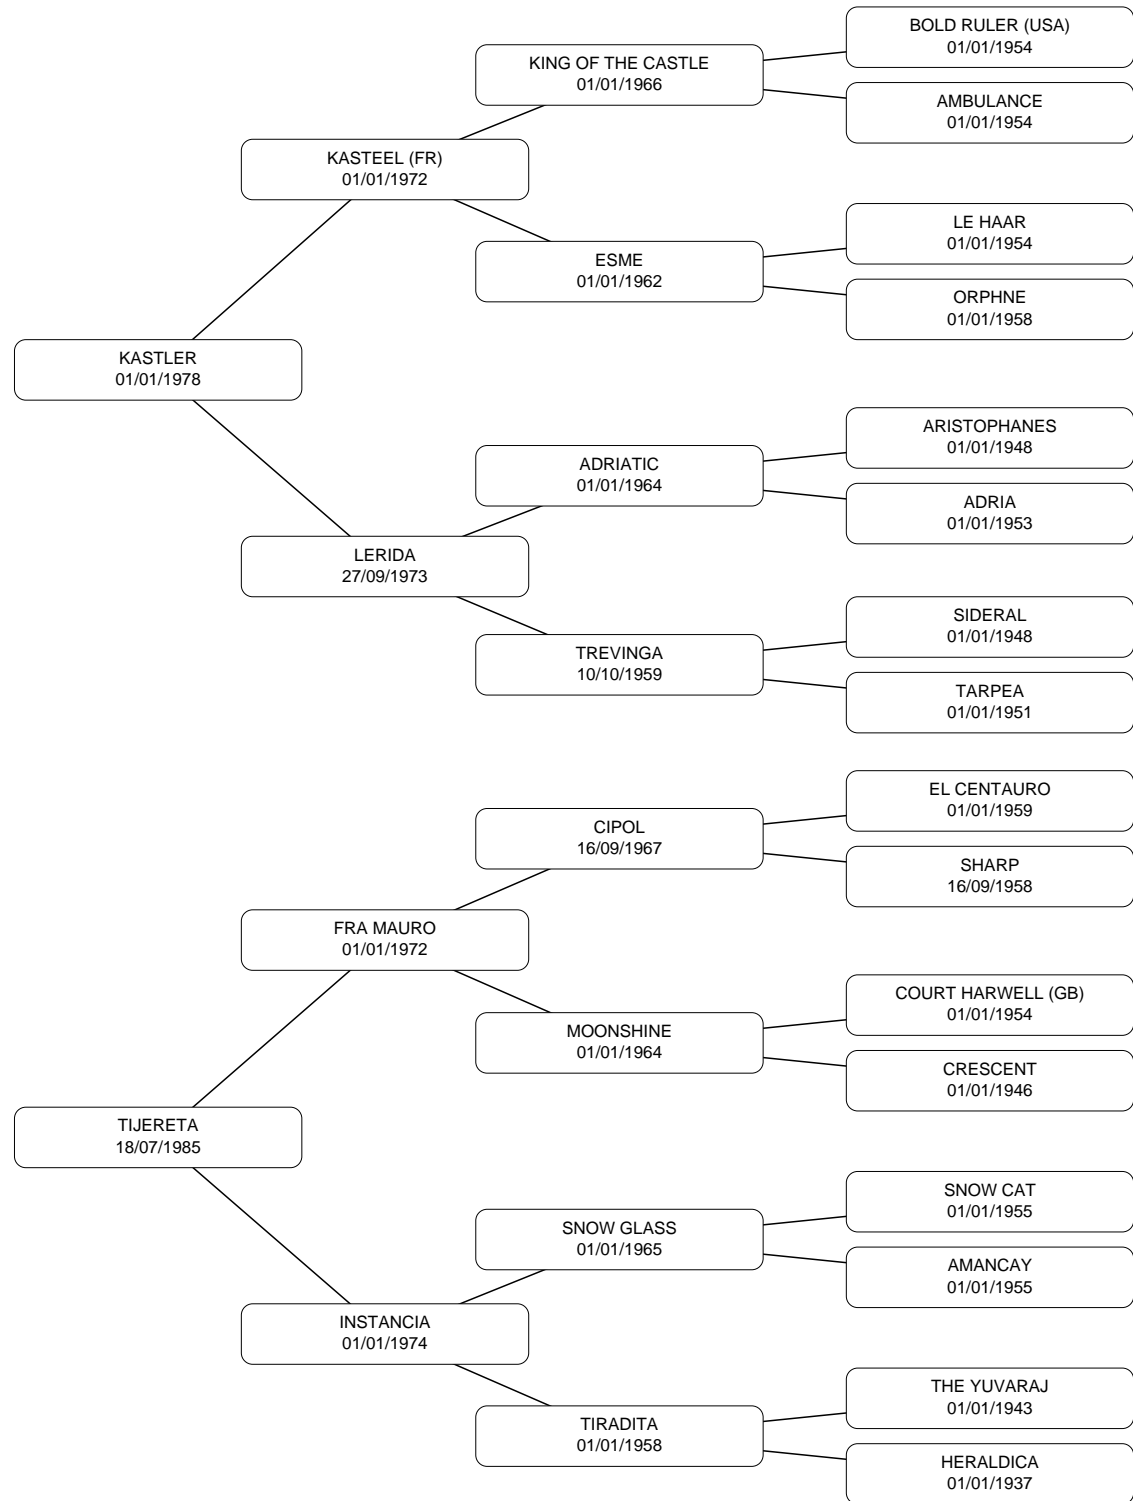 BOLD RULER (USA)
01/01/1954
KING OF THE CASTLE
01/01/1966
AMBULANCE
01/01/1954
KASTEEL (FR)
01/01/1972
LE HAAR
01/01/1954
ESME
01/01/1962
ORPHNE
01/01/1958
KASTLER
01/01/1978
ARISTOPHANES
01/01/1948
ADRIATIC
01/01/1964
ADRIA
01/01/1953
LERIDA
27/09/1973
SIDERAL
01/01/1948
TREVINGA
10/10/1959
TARPEA
01/01/1951
EL CENTAURO
01/01/1959
CIPOL
16/09/1967
SHARP
16/09/1958
FRA MAURO
01/01/1972
COURT HARWELL (GB)
01/01/1954
MOONSHINE
01/01/1964
CRESCENT
01/01/1946
TIJERETA
18/07/1985
SNOW CAT
01/01/1955
SNOW GLASS
01/01/1965
AMANCAY
01/01/1955
INSTANCIA
01/01/1974
THE YUVARAJ
01/01/1943
TIRADITA
01/01/1958
HERALDICA
01/01/1937